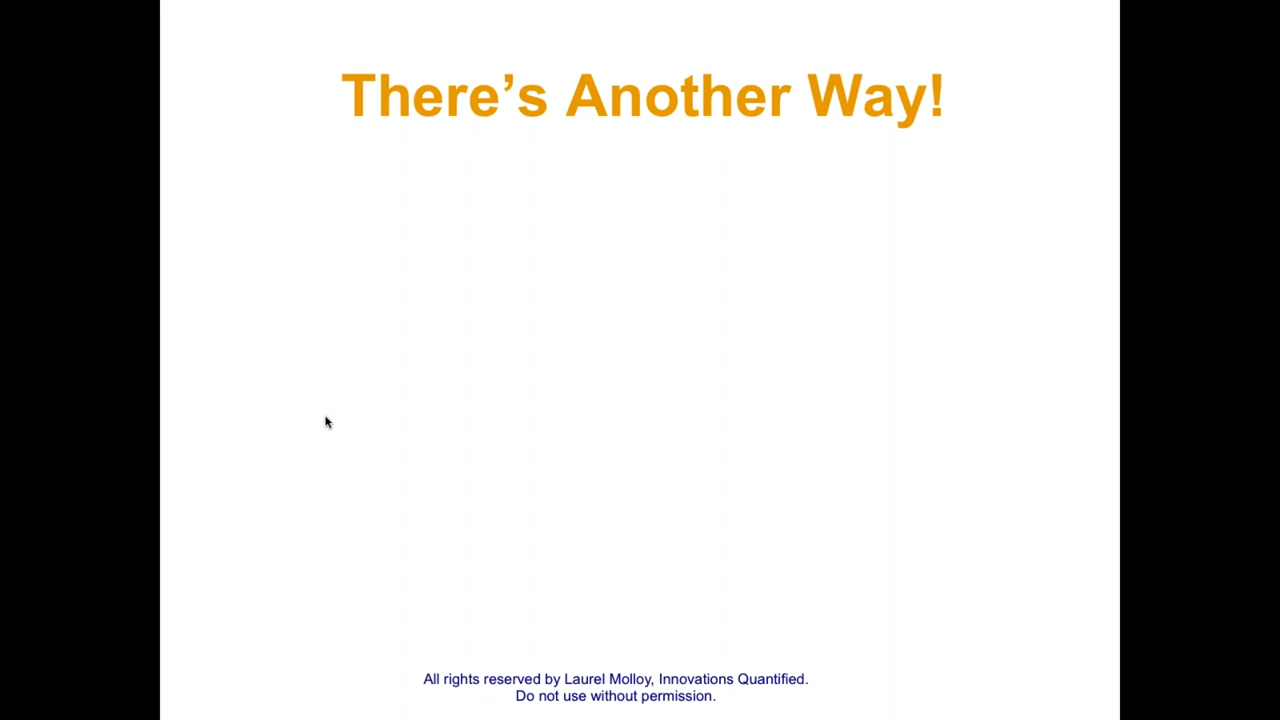 There’s Another Way!
All rights reserved by Laurel Molloy, Innovations Quantified.
Do not use without permission.